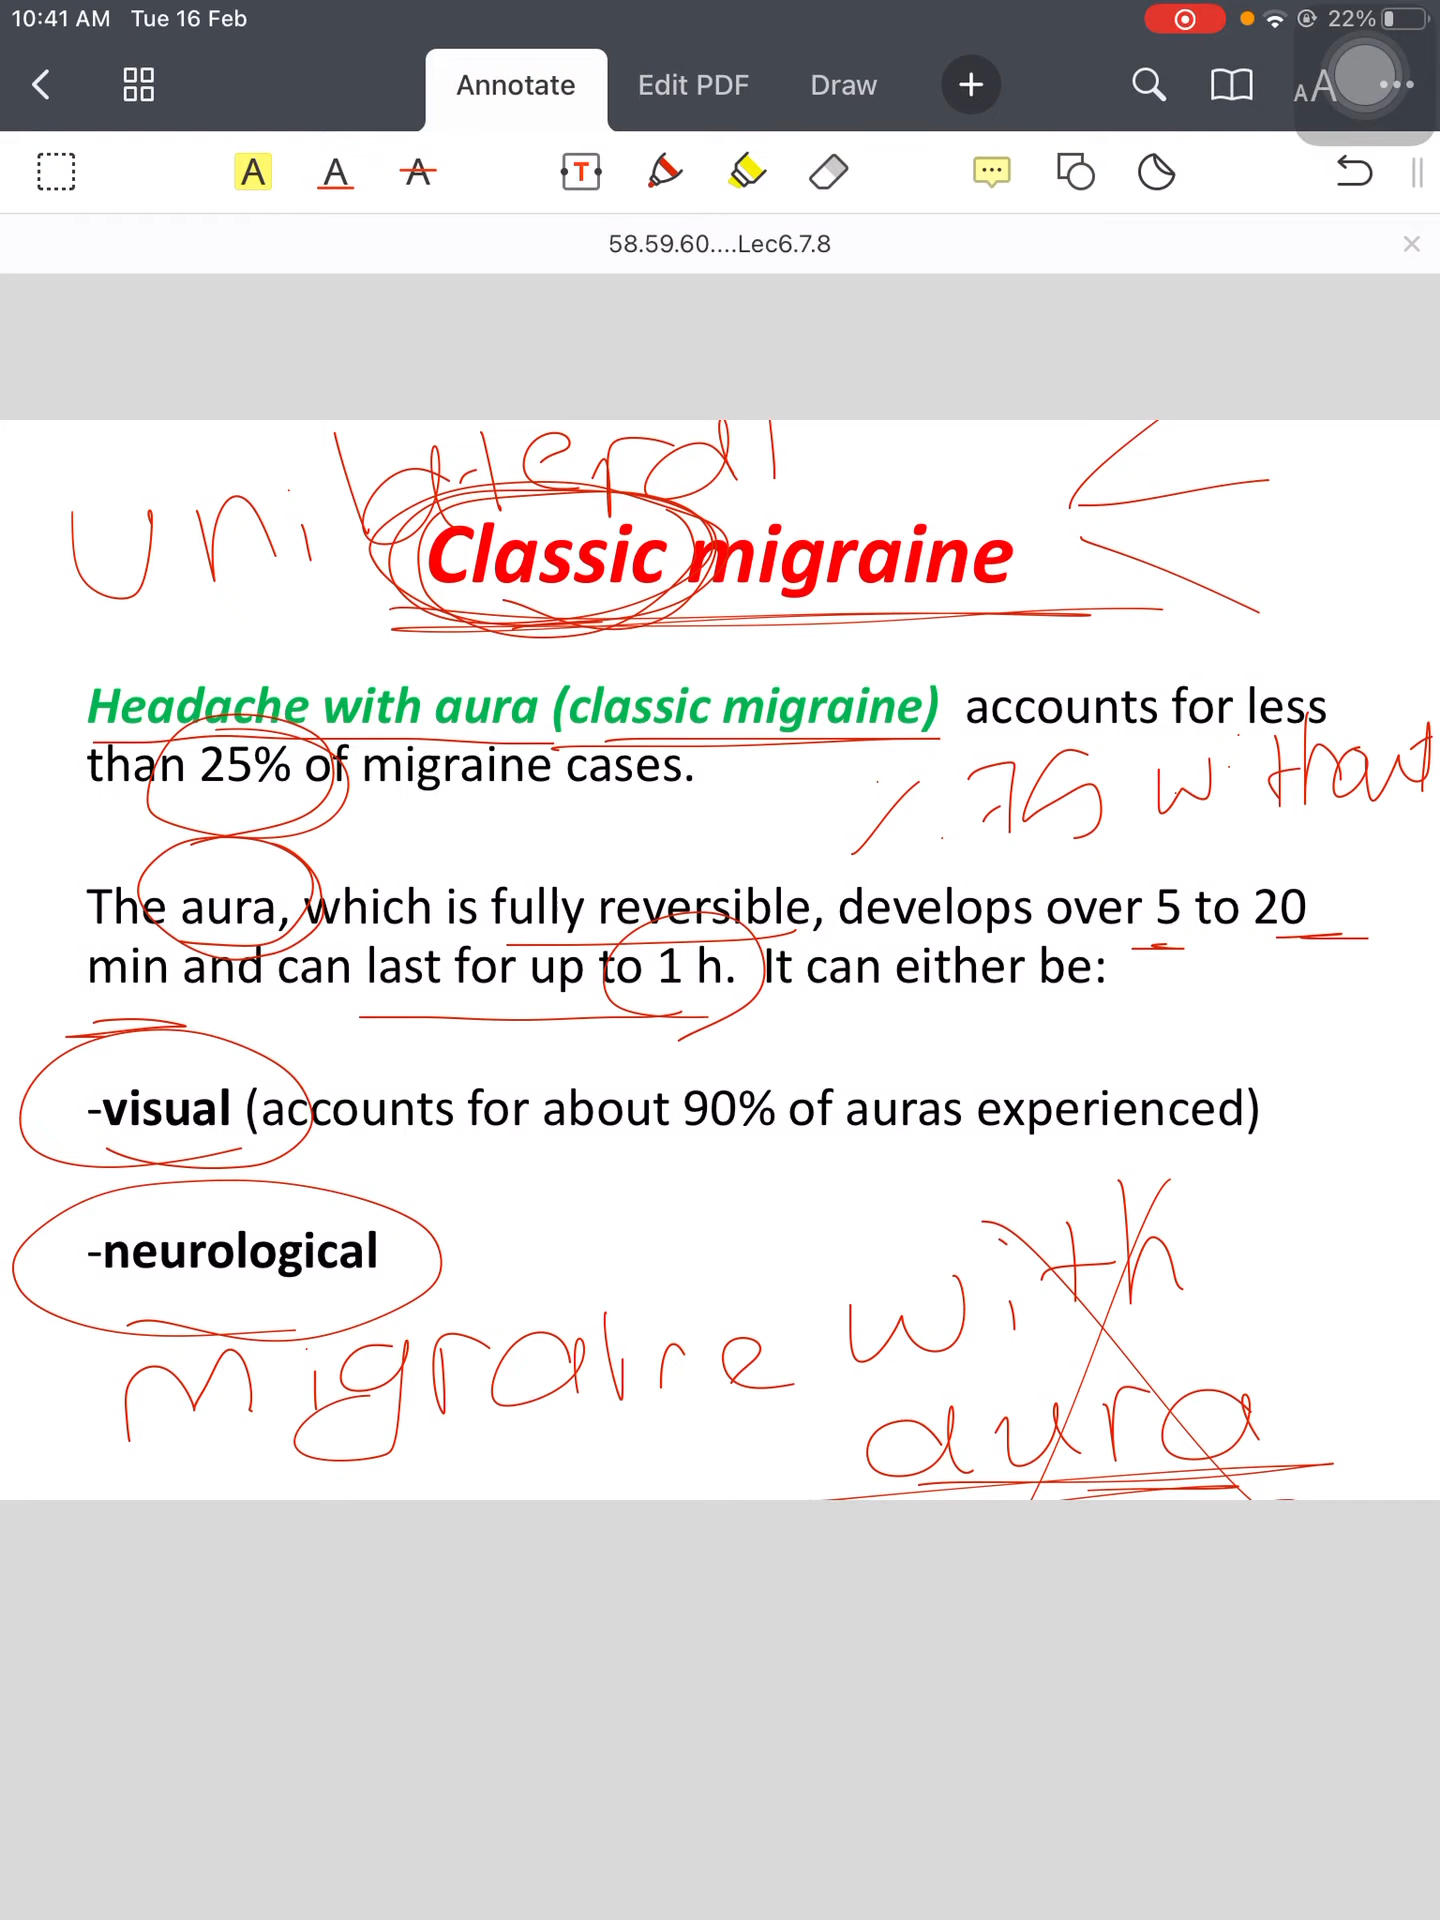 10:41 AM Tue 16 Feb 22%
Annotate Edit PDF Draw
58.59.60....Lec6.7.8
unilateral
Classic migraine
Headache with aura (classic migraine) accounts for less
than 25% of migraine cases.
% 75 without
The aura, which is fully reversible, develops over 5 to 20
min and can last for up to 1 h. It can either be:
-visual (accounts for about 90% of auras experienced)
-neurological
migraine with
aura